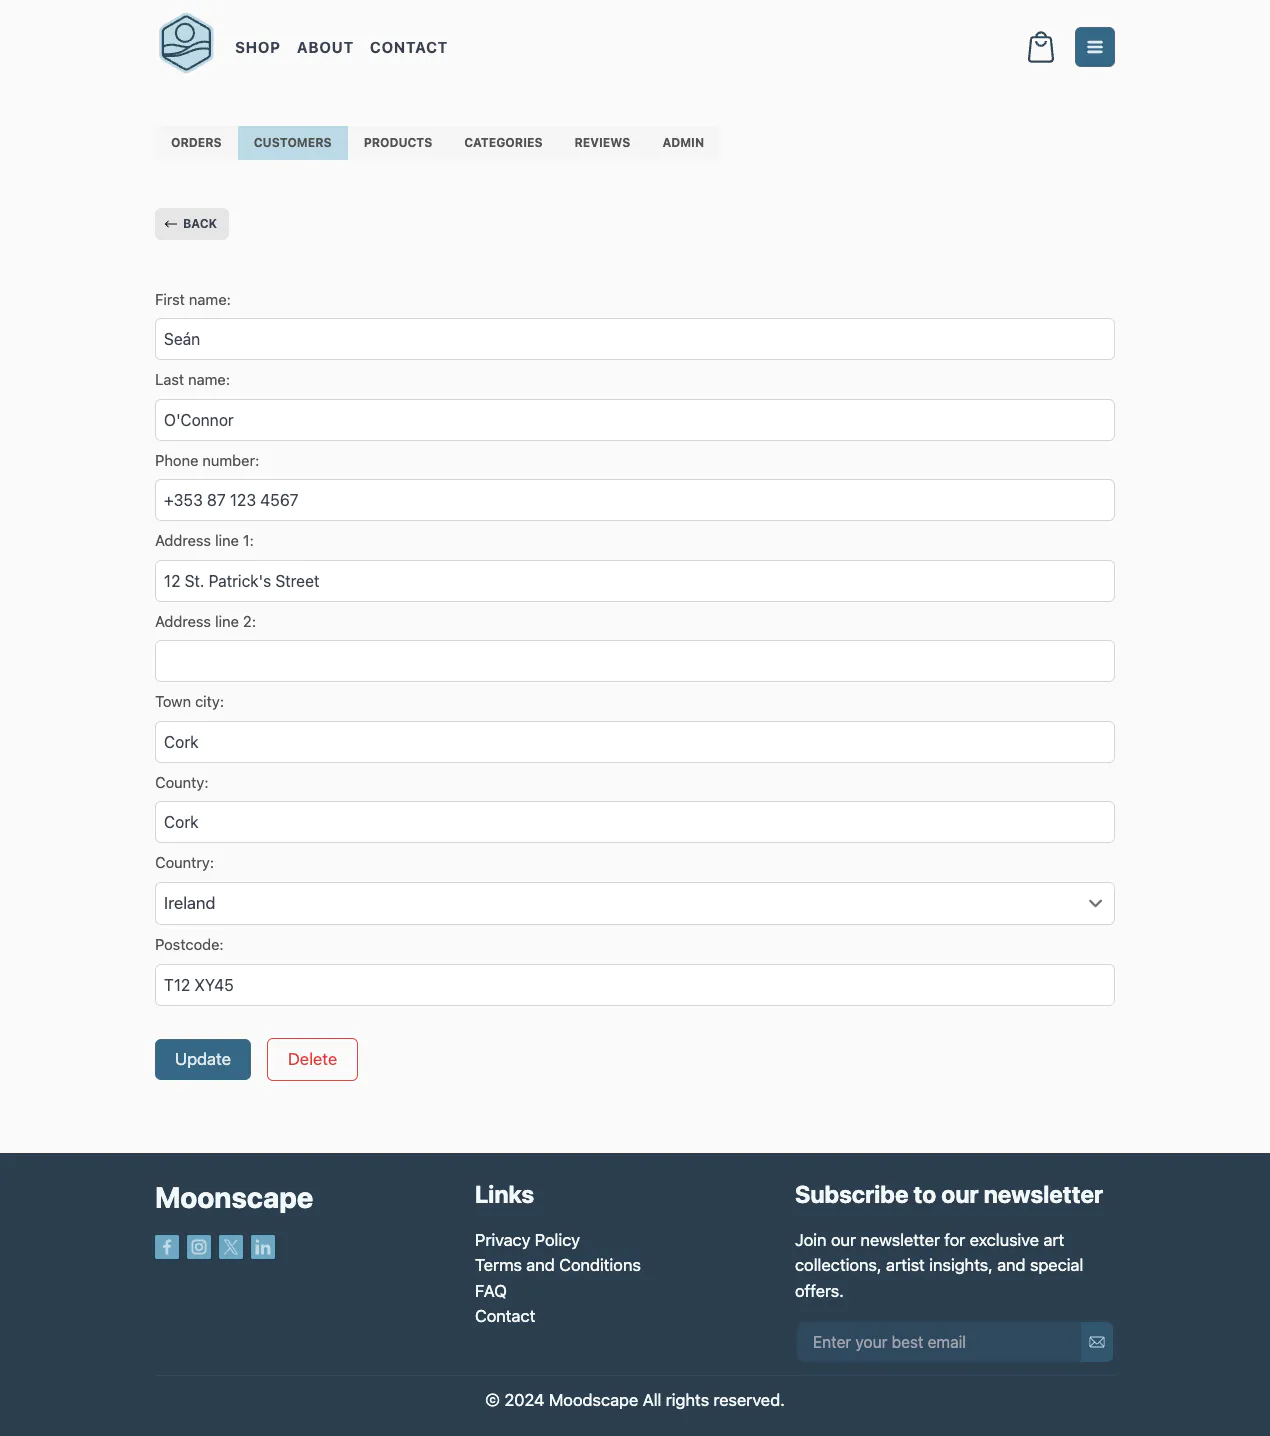 SHOP ABOUT CONTACT
ORDERS CUSTOMERS PRODUCTS CATEGORIES REVIEWS ADMIN
← BACK
First name:
Seán
Last name:
O'Connor
Phone number:
+353 87 123 4567
Address line 1:
12 St. Patrick's Street
Address line 2:
Town city:
Cork
County:
Cork
Country:
Ireland
Postcode:
T12 XY45
Update Delete
Moonscape
Links
Privacy Policy
Terms and Conditions
FAQ
Contact
Subscribe to our newsletter
Join our newsletter for exclusive art
collections, artist insights, and special
offers.
Enter your best email
© 2024 Moodscape All rights reserved.